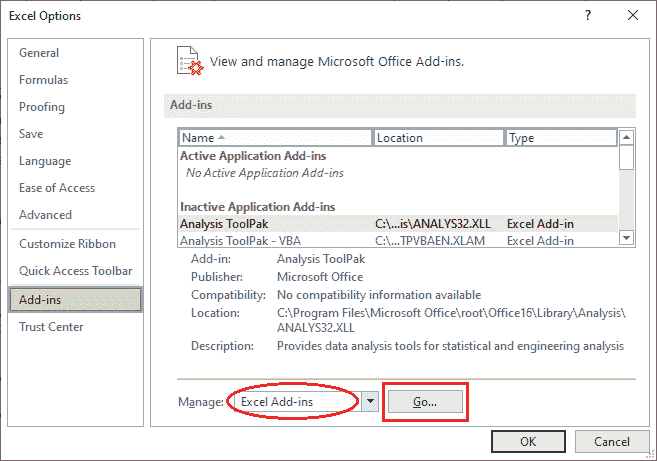 Excel Options ? ×
General
Formulas
Proofing
Save
Language
Ease of Access
Advanced
Customize Ribbon
Quick Access Toolbar
Add-ins
Trust Center
View and manage Microsoft Office Add-ins.
Add-ins
Name Location Type
Active Application Add-ins
No Active Application Add-ins
Inactive Application Add-ins
Analysis ToolPak C:\...is\ANALYS32.XLL Excel Add-in
Analysis ToolPak - VBA C:\...TPVBAEN.XLAM Excel Add-in
Add-in: Analysis ToolPak
Publisher: Microsoft Office
Compatibility: No compatibility information available
Location: C:\Program Files\Microsoft Office\root\Office16\Library\Analysis\
ANALYS32.XLL
Description: Provides data analysis tools for statistical and engineering analysis
Manage: Excel Add-ins Go...
OK Cancel